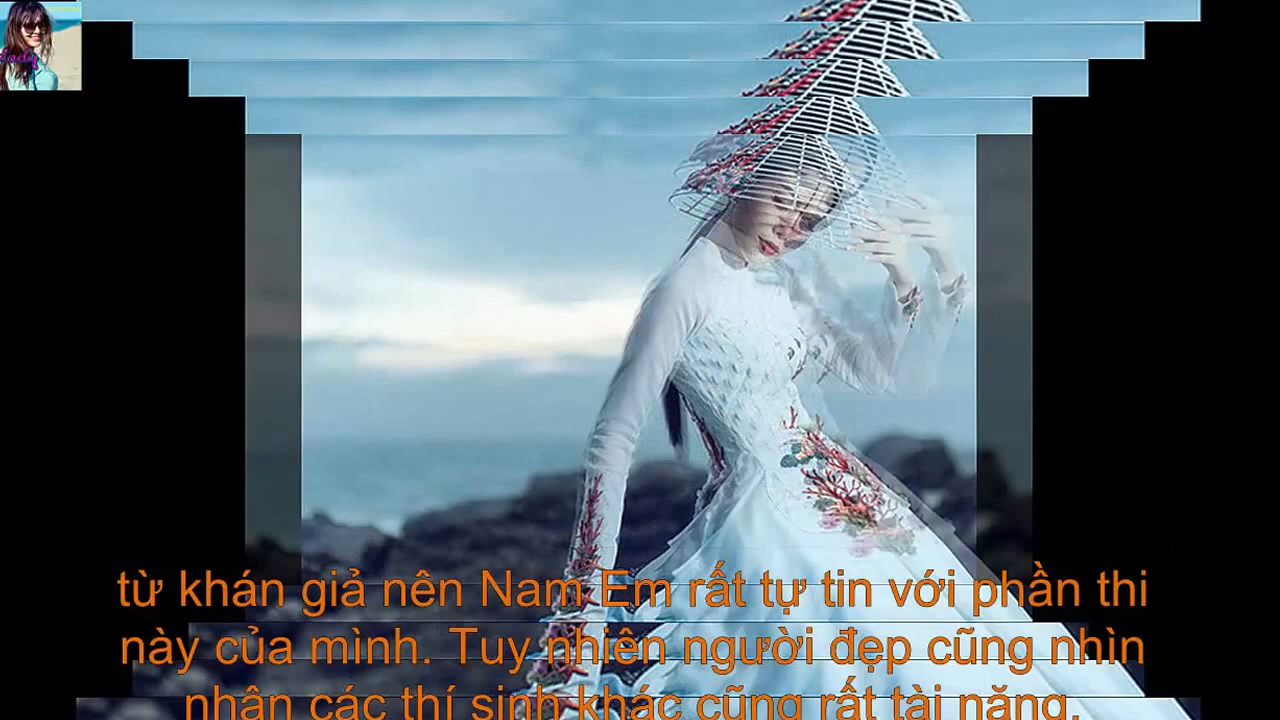 lady
từ khán giả nên Nam Em rất tự tin với phần thi
này của mình. Tuy nhiên người đẹp cũng nhìn
nhận các thí sinh khác cũng rất tài năng.